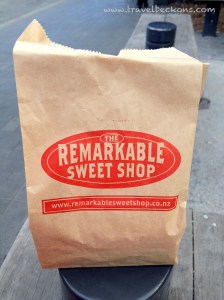 www.travelbeckons.com
THE
REMARKABLE
SWEET SHOP
www.remarkablesweetshop.co.nz